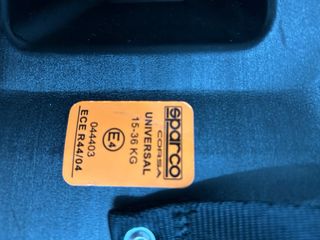 sparco
CORSA
UNIVERSAL
15-36 KG
E4
044403
ECE R44/04